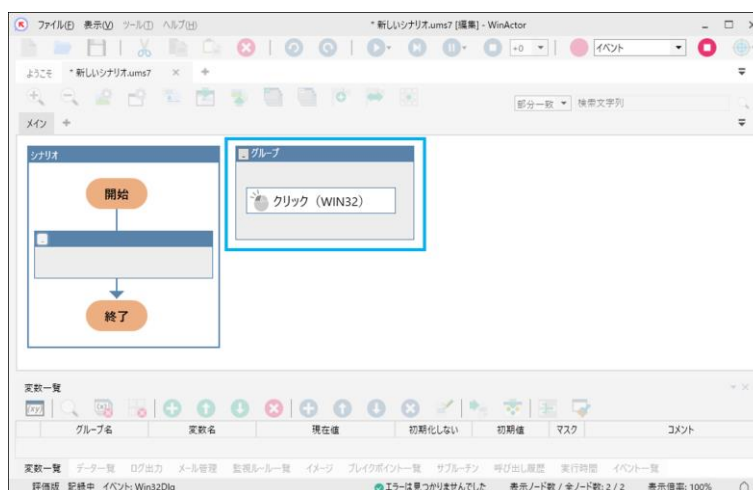 ファイル(F) 表示(V) ツール(T) ヘルプ(H) * 新しいシナリオ.ums7 [編集] - WinActor
+0 イベント
ようこそ * 新しいシナリオ.ums7 × +
部分一致 検索文字列
メイン +
シナリオ
開始
終了
グループ
クリック（WIN32）
変数一覧
グループ名 変数名 現在値 初期化しない 初期値 マスク コメント
変数一覧 データ一覧 ログ出力 メール管理 監視ルール一覧 イメージ ブレイクポイント一覧 サブルーチン 呼び出し履歴 実行時間 イベント一覧
評価版 記録中 イベント: Win32Dlg エラーは見つかりませんでした 表示ノード数 / 全ノード数: 2 / 2 表示倍率: 100%